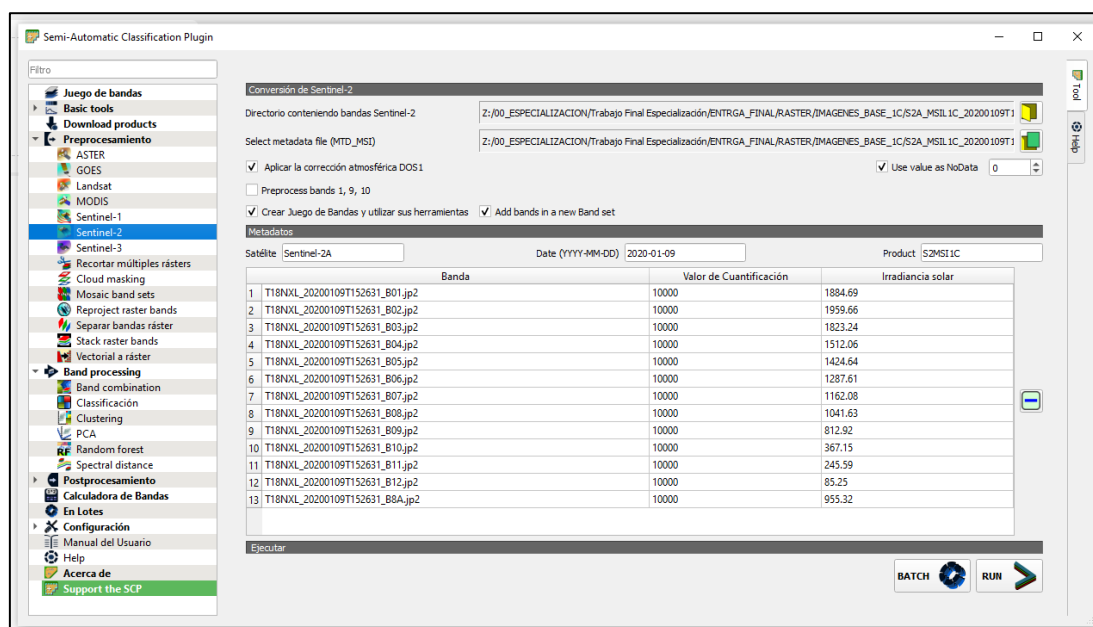 Semi-Automatic Classification Plugin
Filtro
Juego de bandas
Basic tools
Download products
Preprocesamiento
ASTER
GOES
Landsat
MODIS
Sentinel-1
Sentinel-2
Sentinel-3
Recortar múltiples rásters
Cloud masking
Mosaic band sets
Reproject raster bands
Separar bandas ráster
Stack raster bands
Vectorial a ráster
Band processing
Band combination
Classificación
Clustering
PCA
RF Random forest
Spectral distance
Postprocesamiento
Calculadora de Bandas
En Lotes
Configuración
Manual del Usuario
Help
Acerca de
Support the SCP
Conversión de Sentinel-2
Directorio conteniendo bandas Sentinel-2 Z:/00_ESPECIALIZACION/Trabajo Final Especialización/ENTRGA_FINAL/RASTER/IMAGENES_BASE_1C/S2A_MSIL1C_20200109T1
Select metadata file (MTD_MSI) Z:/00_ESPECIALIZACION/Trabajo Final Especialización/ENTRGA_FINAL/RASTER/IMAGENES_BASE_1C/S2A_MSIL1C_20200109T1
Aplicar la corrección atmosférica DOS1 Use value as NoData 0
Preprocess bands 1, 9, 10
Crear Juego de Bandas y utilizar sus herramientas Add bands in a new Band set
Metadatos
Satélite Sentinel-2A Date (YYYY-MM-DD) 2020-01-09 Product S2MSI1C
Banda Valor de Cuantificación Irradiancia solar
1 T18NXL_20200109T152631_B01.jp2 10000 1884.69
2 T18NXL_20200109T152631_B02.jp2 10000 1959.66
3 T18NXL_20200109T152631_B03.jp2 10000 1823.24
4 T18NXL_20200109T152631_B04.jp2 10000 1512.06
5 T18NXL_20200109T152631_B05.jp2 10000 1424.64
6 T18NXL_20200109T152631_B06.jp2 10000 1287.61
7 T18NXL_20200109T152631_B07.jp2 10000 1162.08
8 T18NXL_20200109T152631_B08.jp2 10000 1041.63
9 T18NXL_20200109T152631_B09.jp2 10000 812.92
10 T18NXL_20200109T152631_B10.jp2 10000 367.15
11 T18NXL_20200109T152631_B11.jp2 10000 245.59
12 T18NXL_20200109T152631_B12.jp2 10000 85.25
13 T18NXL_20200109T152631_B8A.jp2 10000 955.32
Ejecutar
BATCH RUN
Tool
Help